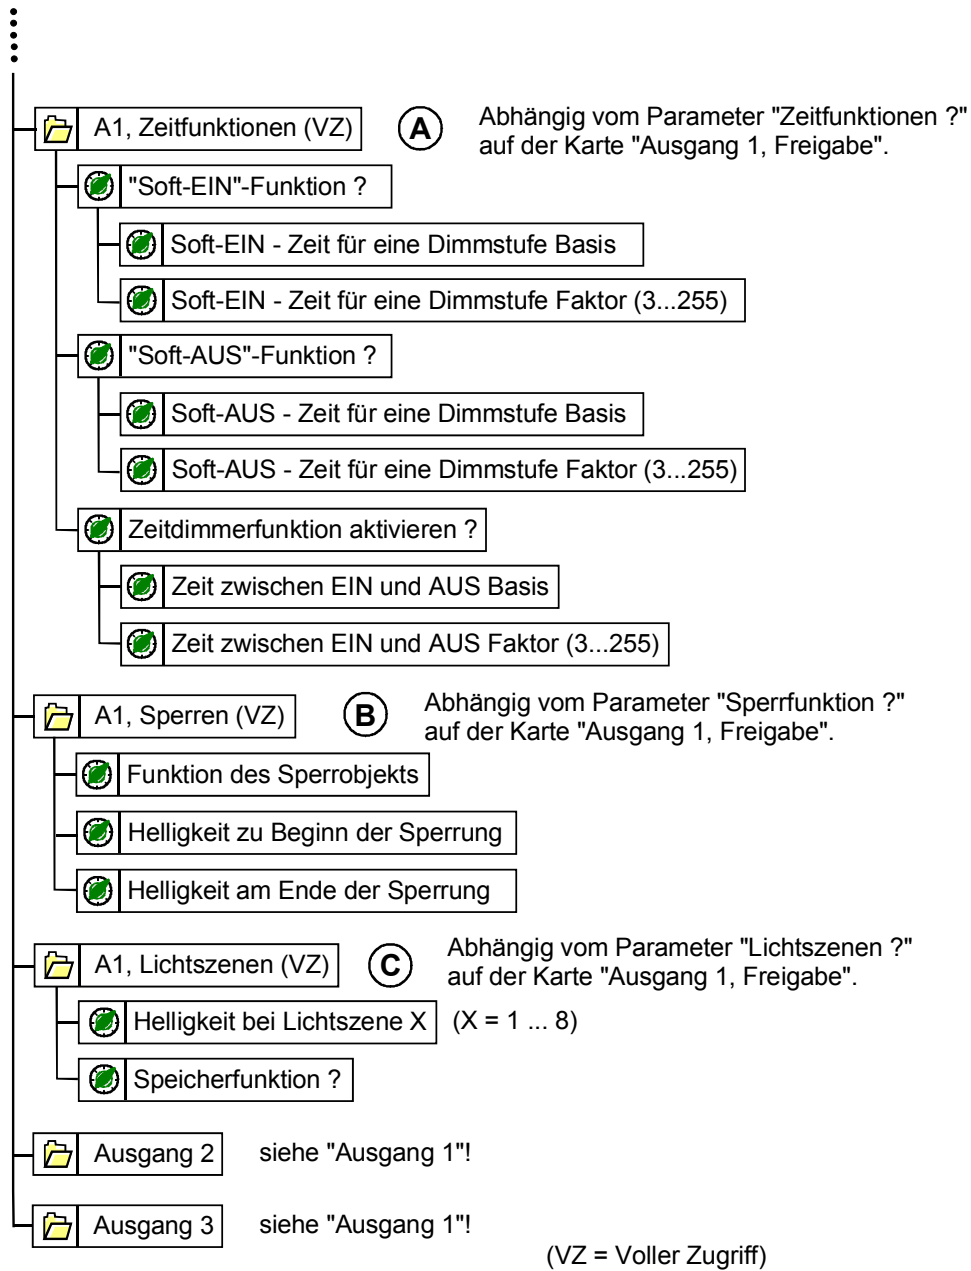 A1, Zeitfunktionen (VZ)
A
Abhängig vom Parameter "Zeitfunktionen ?"
auf der Karte "Ausgang 1, Freigabe".
"Soft-EIN"-Funktion ?
Soft-EIN - Zeit für eine Dimmstufe Basis
Soft-EIN - Zeit für eine Dimmstufe Faktor (3...255)
"Soft-AUS"-Funktion ?
Soft-AUS - Zeit für eine Dimmstufe Basis
Soft-AUS - Zeit für eine Dimmstufe Faktor (3...255)
Zeitdimmerfunktion aktivieren ?
Zeit zwischen EIN und AUS Basis
Zeit zwischen EIN und AUS Faktor (3...255)
A1, Sperren (VZ)
B
Abhängig vom Parameter "Sperrfunktion ?"
auf der Karte "Ausgang 1, Freigabe".
Funktion des Sperrobjekts
Helligkeit zu Beginn der Sperrung
Helligkeit am Ende der Sperrung
A1, Lichtszenen (VZ)
C
Abhängig vom Parameter "Lichtszenen ?"
auf der Karte "Ausgang 1, Freigabe".
Helligkeit bei Lichtszene X (X = 1 ... 8)
Speicherfunktion ?
Ausgang 2 siehe "Ausgang 1"!
Ausgang 3 siehe "Ausgang 1"!
(VZ = Voller Zugriff)